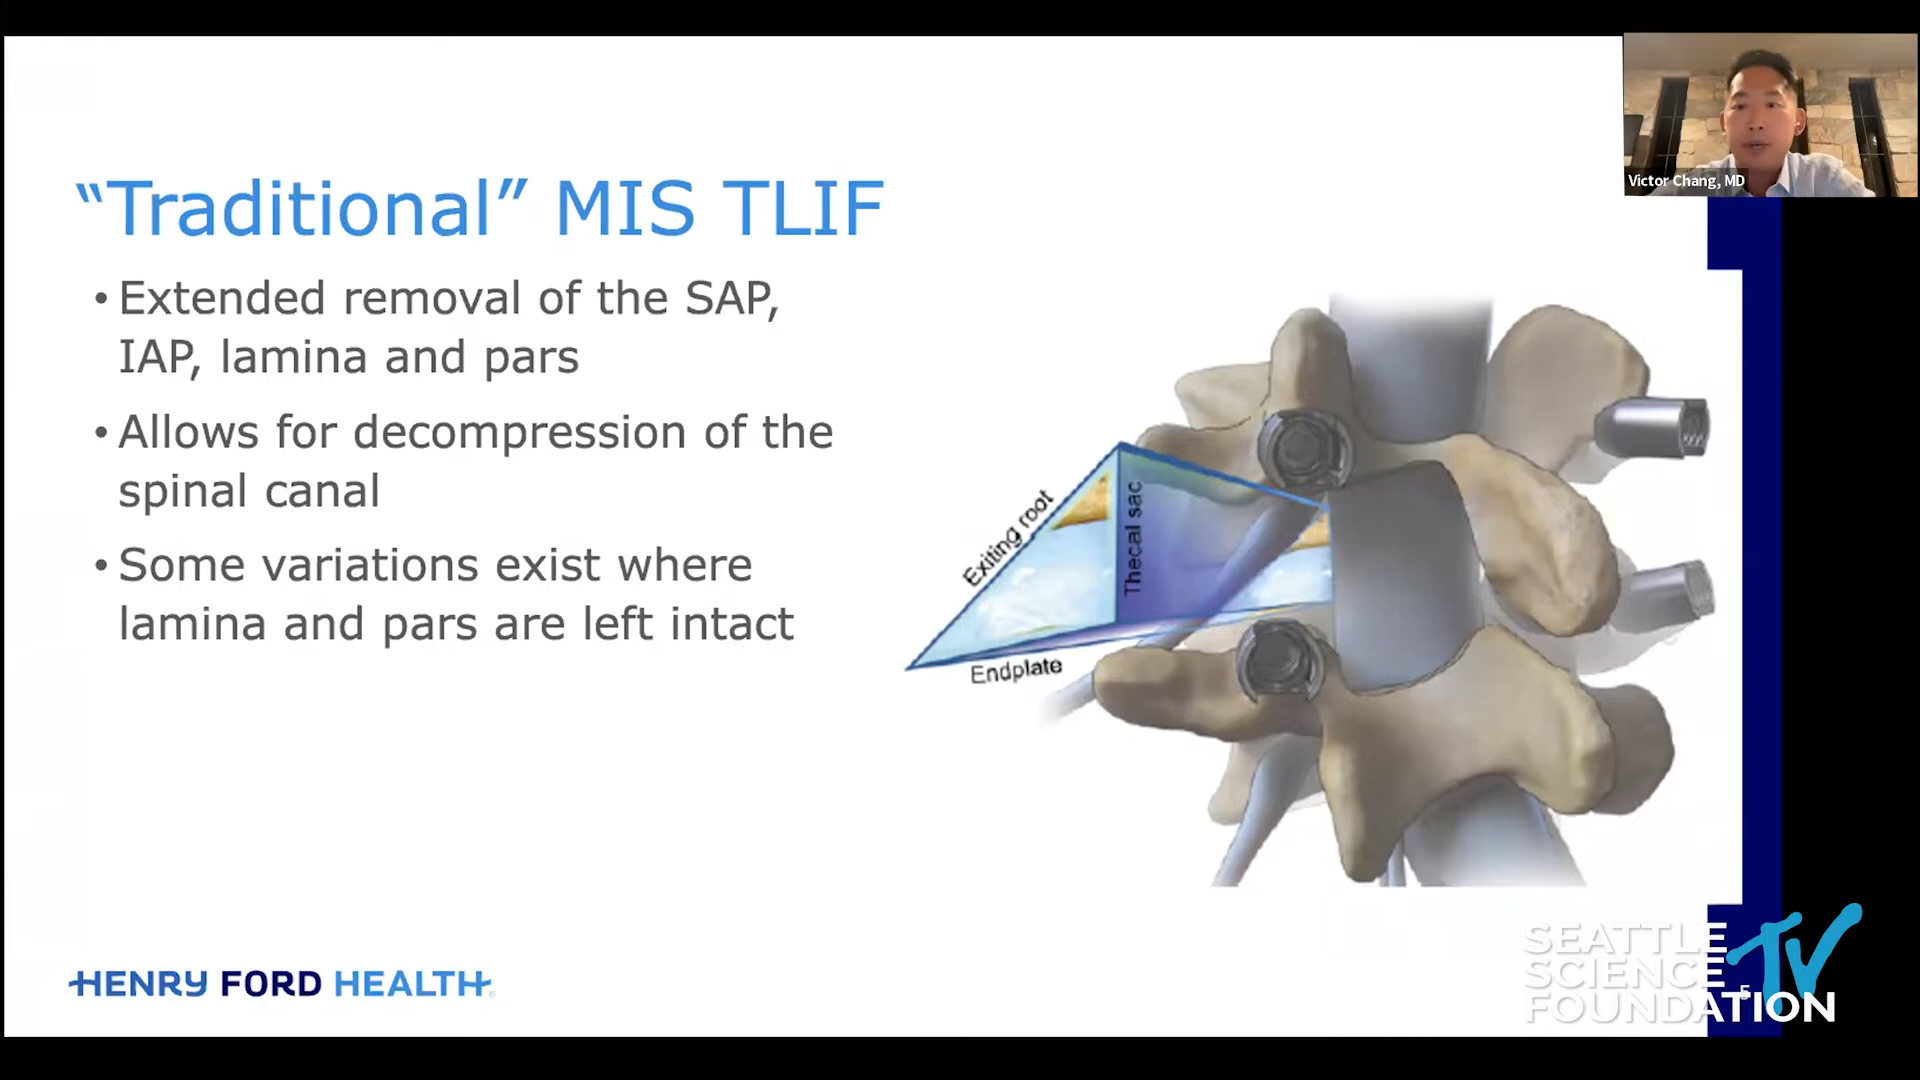 Victor Chang, MD
“Traditional” MIS TLIF
• Extended removal of the SAP,
IAP, lamina and pars
• Allows for decompression of the
spinal canal
• Some variations exist where
lamina and pars are left intact
Exiting root
Thecal sac
Endplate
HENRY FORD HEALTH
SEATTLE
SCIENCE
FOUNDATION
TV
5